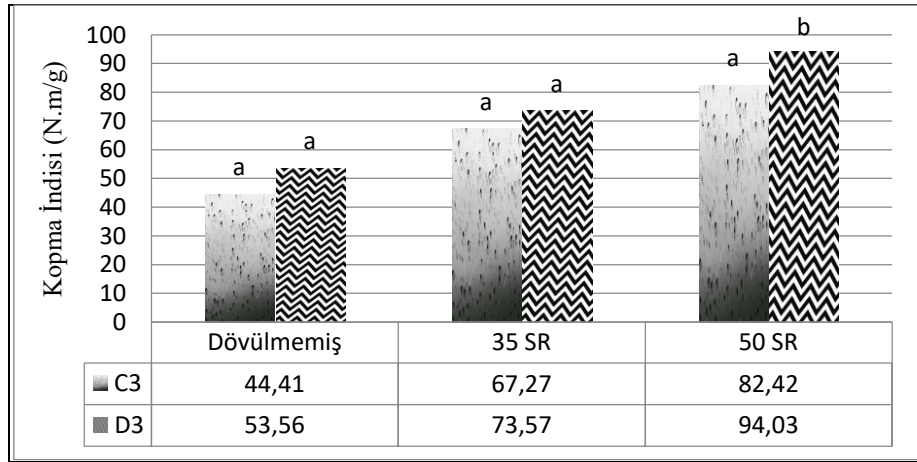 Kopma İndisi (N.m/g)
100
90
80
70
60
50
40
30
20
10
0
a
a
a
a
a
b
Dövülmemiş 35 SR 50 SR
C3 44,41 67,27 82,42
D3 53,56 73,57 94,03